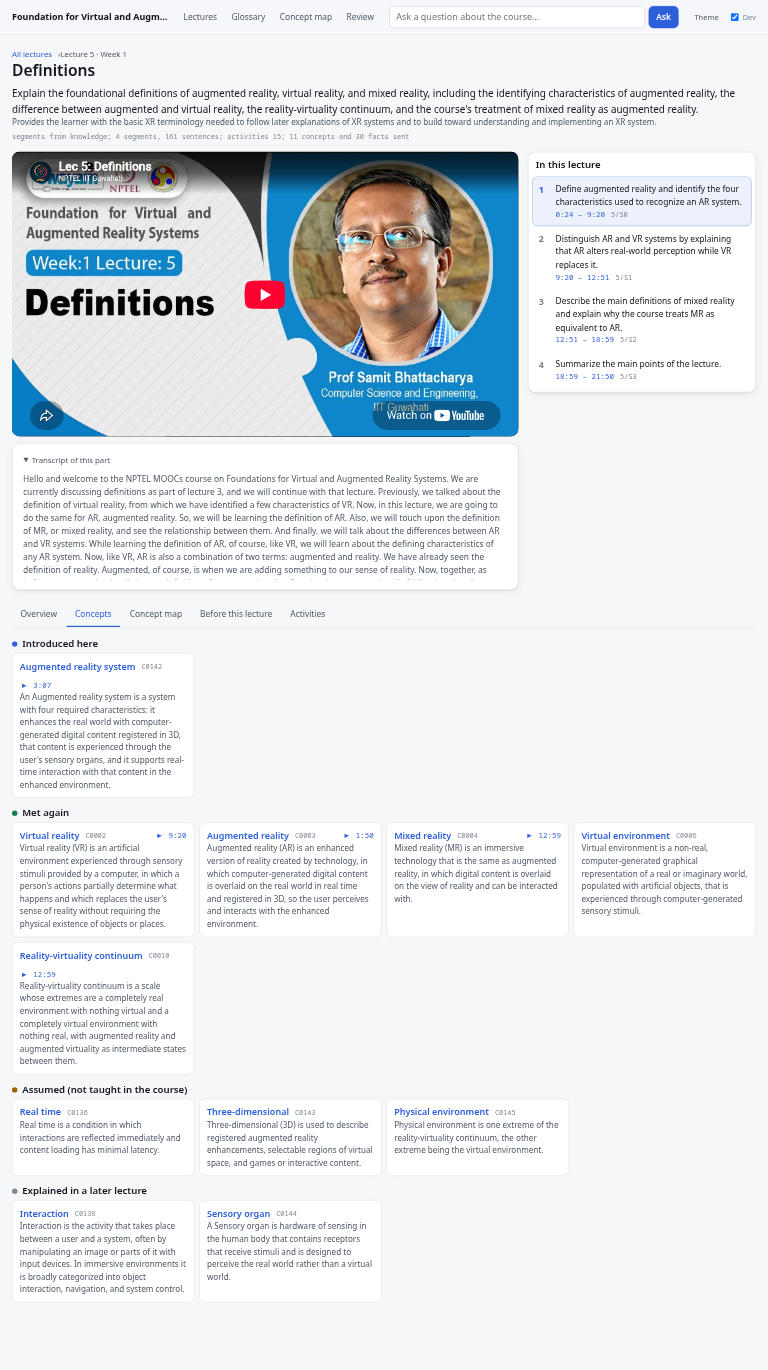 Foundation for Virtual and Augm...
Lectures
Glossary
Concept map
Review
Ask a question about the course...
Ask
Theme
Dev
All lectures ›Lecture 5 · Week 1
Definitions
Explain the foundational definitions of augmented reality, virtual reality, and mixed reality, including the identifying characteristics of augmented reality, the
difference between augmented and virtual reality, the reality-virtuality continuum, and the course's treatment of mixed reality as augmented reality.
Provides the learner with the basic XR terminology needed to follow later explanations of XR systems and to build toward understanding and implementing an XR system.
segments from knowledge; 4 segments, 161 sentences; activities 15; 11 concepts and 30 facts sent
Lec 5: Definitions
NPTEL IIT Guwahati
NPTEL
Foundation for Virtual and
Augmented Reality Systems
Week:1 Lecture: 5
Definitions
Prof Samit Bhattacharya
Computer Science and Engineering,
IIT Guwahati
Watch on YouTube
In this lecture
1 Define augmented reality and identify the four
characteristics used to recognize an AR system.
0:24 – 9:20 5/S0
2 Distinguish AR and VR systems by explaining
that AR alters real-world perception while VR
replaces it.
9:20 – 12:51 5/S1
3 Describe the main definitions of mixed reality
and explain why the course treats MR as
equivalent to AR.
12:51 – 18:59 5/S2
4 Summarize the main points of the lecture.
18:59 – 21:50 5/S3
▼ Transcript of this part
Hello and welcome to the NPTEL MOOCs course on Foundations for Virtual and Augmented Reality Systems. We are
currently discussing definitions as part of lecture 3, and we will continue with that lecture. Previously, we talked about the
definition of virtual reality, from which we have identified a few characteristics of VR. Now, in this lecture, we are going to
do the same for AR, augmented reality. So, we will be learning the definition of AR. Also, we will touch upon the definition
of MR, or mixed reality, and see the relationship between them. And finally, we will talk about the differences between AR
and VR systems. While learning the definition of AR, of course, like VR, we will learn about the defining characteristics of
any AR system. Now, like VR, AR is also a combination of two terms: augmented and reality. We have already seen the
definition of reality. Augmented, of course, is when we are adding something to our sense of reality. Now, together, as
Overview
Concepts
Concept map
Before this lecture
Activities
Introduced here
Augmented reality system C0142
► 3:07
An Augmented reality system is a system
with four required characteristics: it
enhances the real world with computer-
generated digital content registered in 3D,
that content is experienced through the
user's sensory organs, and it supports real-
time interaction with that content in the
enhanced environment.
Met again
Virtual reality C0002 ► 9:20
Virtual reality (VR) is an artificial
environment experienced through sensory
stimuli provided by a computer, in which a
person's actions partially determine what
happens and which replaces the user's
sense of reality without requiring the
physical existence of objects or places.
Augmented reality C0003 ► 1:50
Augmented reality (AR) is an enhanced
version of reality created by technology, in
which computer-generated digital content
is overlaid on the real world in real time
and registered in 3D, so the user perceives
and interacts with the enhanced
environment.
Mixed reality C0004 ► 12:59
Mixed reality (MR) is an immersive
technology that is the same as augmented
reality, in which digital content is overlaid
on the view of reality and can be interacted
with.
Virtual environment C0006
Virtual environment is a non-real,
computer-generated graphical
representation of a real or imaginary world,
populated with artificial objects, that is
experienced through computer-generated
sensory stimuli.
Reality-virtuality continuum C0010
► 12:59
Reality-virtuality continuum is a scale
whose extremes are a completely real
environment with nothing virtual and a
completely virtual environment with
nothing real, with augmented reality and
augmented virtuality as intermediate states
between them.
Assumed (not taught in the course)
Real time C0136
Real time is a condition in which
interactions are reflected immediately and
content loading has minimal latency.
Three-dimensional C0143
Three-dimensional (3D) is used to describe
registered augmented reality
enhancements, selectable regions of virtual
space, and games or interactive content.
Physical environment C0145
Physical environment is one extreme of the
reality-virtuality continuum, the other
extreme being the virtual environment.
Explained in a later lecture
Interaction C0138
Interaction is the activity that takes place
between a user and a system, often by
manipulating an image or parts of it with
input devices. In immersive environments it
is broadly categorized into object
interaction, navigation, and system control.
Sensory organ C0144
A Sensory organ is hardware of sensing in
the human body that contains receptors
that receive stimuli and is designed to
perceive the real world rather than a virtual
world.